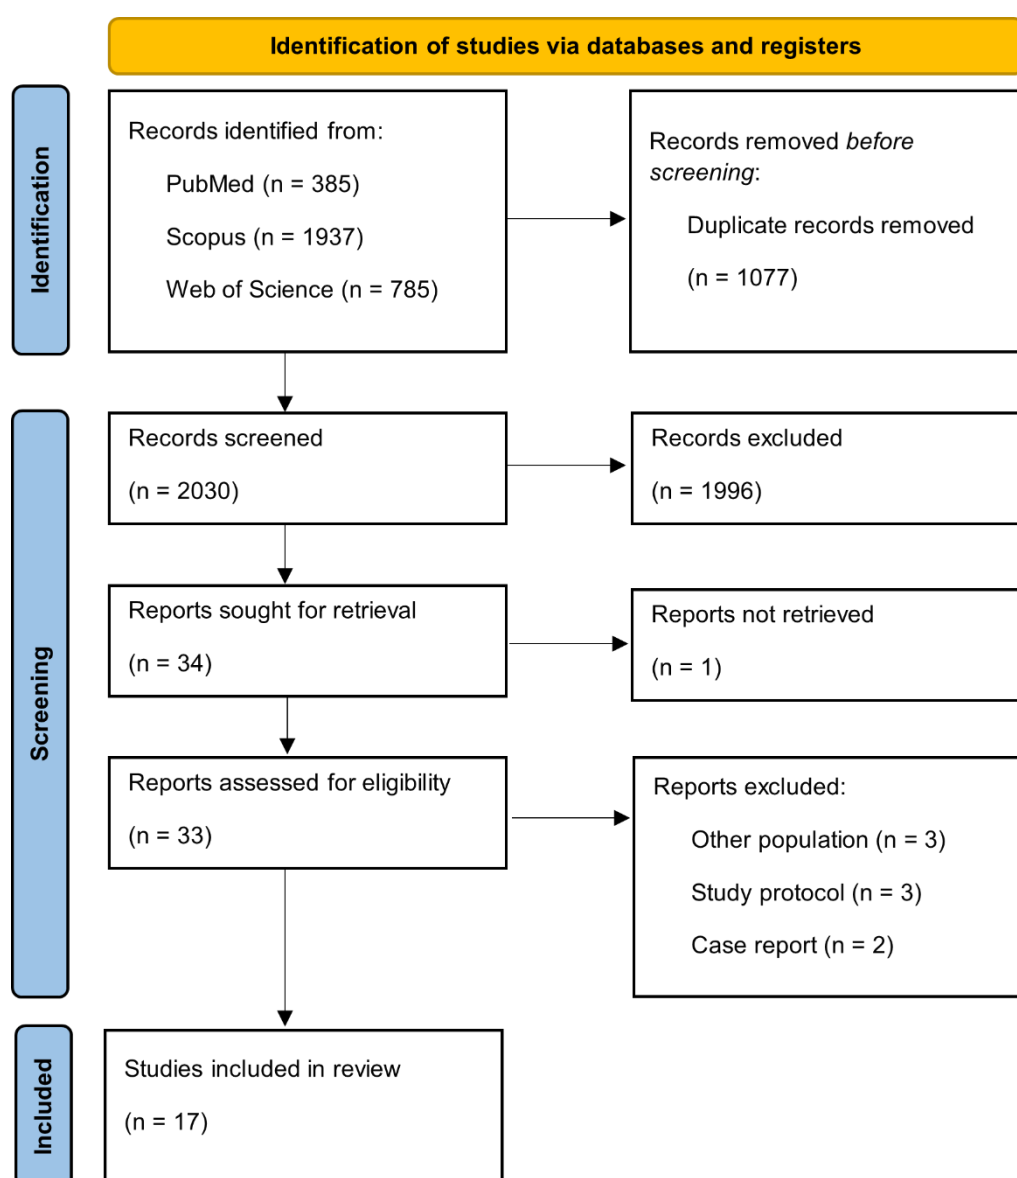 Identification of studies via databases and registers
Identification
Records identified from:
PubMed (n = 385)
Scopus (n = 1937)
Web of Science (n = 785)
Records removed before
screening:
Duplicate records removed
(n = 1077)
Screening
Records screened
(n = 2030)
Records excluded
(n = 1996)
Reports sought for retrieval
(n = 34)
Reports not retrieved
(n = 1)
Reports assessed for eligibility
(n = 33)
Reports excluded:
Other population (n = 3)
Study protocol (n = 3)
Case report (n = 2)
Included
Studies included in review
(n = 17)